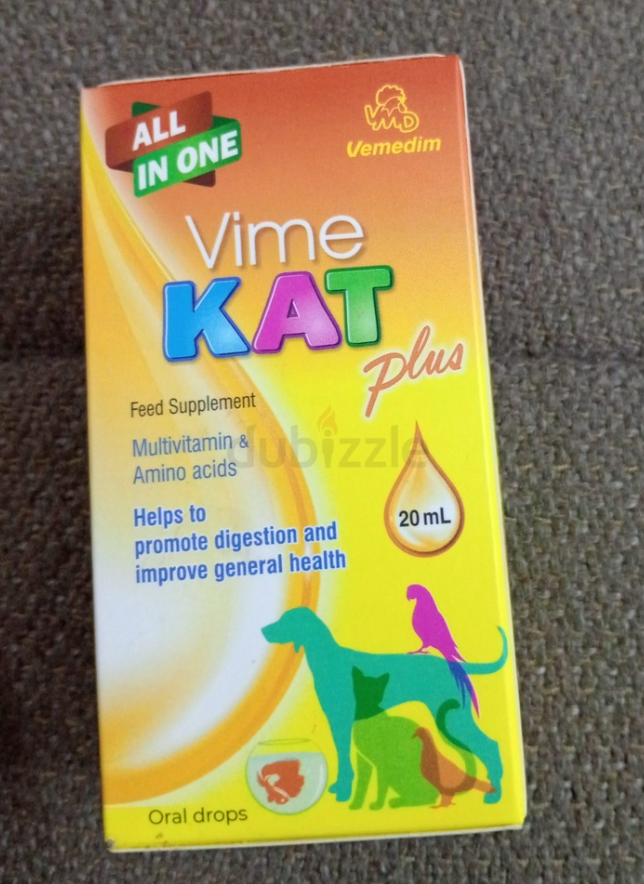 ALL
IN ONE
VMD
Vemedim
Vime
KAT
Plus
Feed Supplement
Multivitamin &
Amino acids
dubizzle
20 mL
Helps to
promote digestion and
improve general health
Oral drops